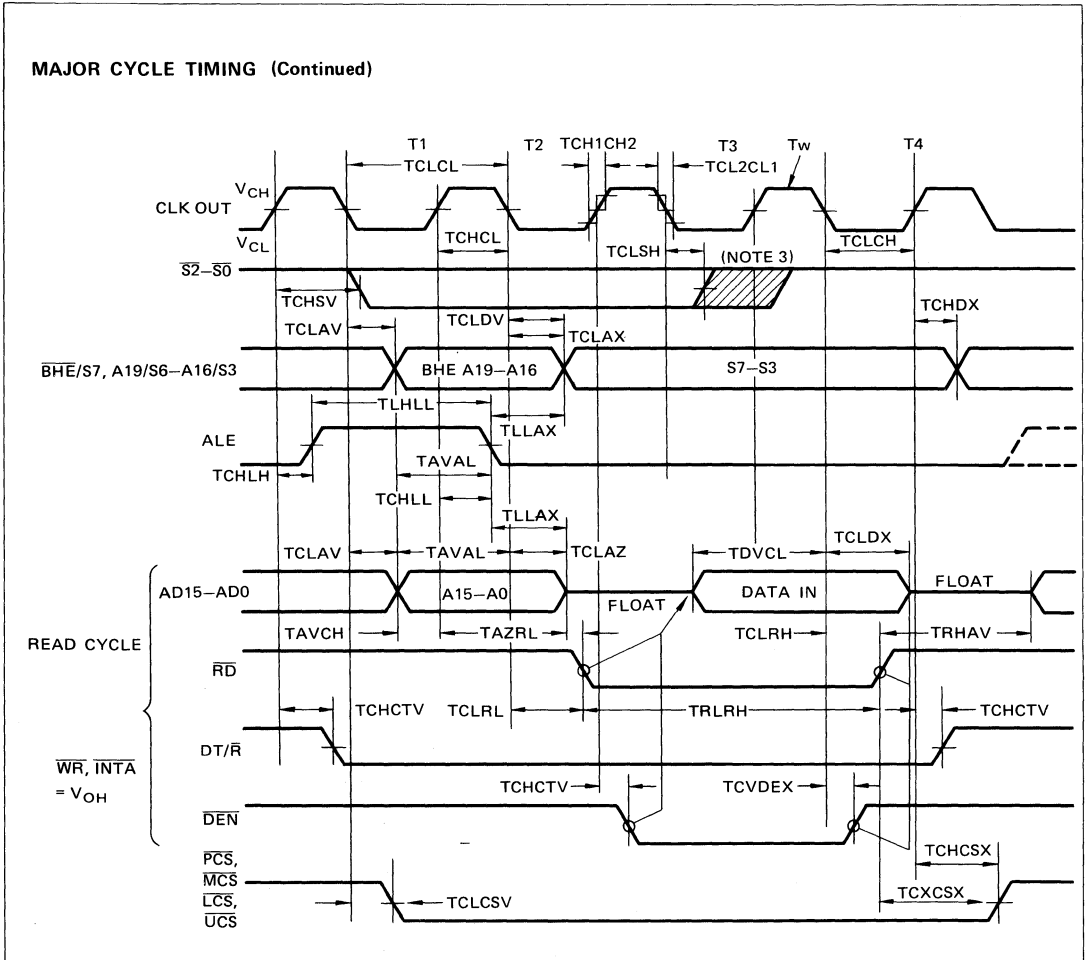 MAJOR CYCLE TIMING (Continued)
T1 T2 TCH1CH2 T3 TW T4
TCLCL TCL2CL1
VCH
CLK OUT
VCL
TCHCL TCLSH (NOTE 3) TCLCH
S2–S0
TCHSV TCHDX
TCLAV TCLDV TCLAX
BHE/S7, A19/S6–A16/S3 BHE A19–A16 S7–S3
TLHLL TLLAX
ALE
TCHLH TAVAL
TCHLL
TLLAX
TCLAV TAVAL TCLAZ TDVCL TCLDX
AD15–AD0 A15–A0 FLOAT DATA IN FLOAT
TAVCH TAZRL TCLRH TRHAV
READ CYCLE
RD
TCHCTV TCLRL TRLRH TCHCTV
DT/R
WR, INTA
= VOH
TCHCTV TCVDEX
DEN
PCS,
MCS
LCS,
UCS
TCLCSV
TCHCSX
TCXCSX